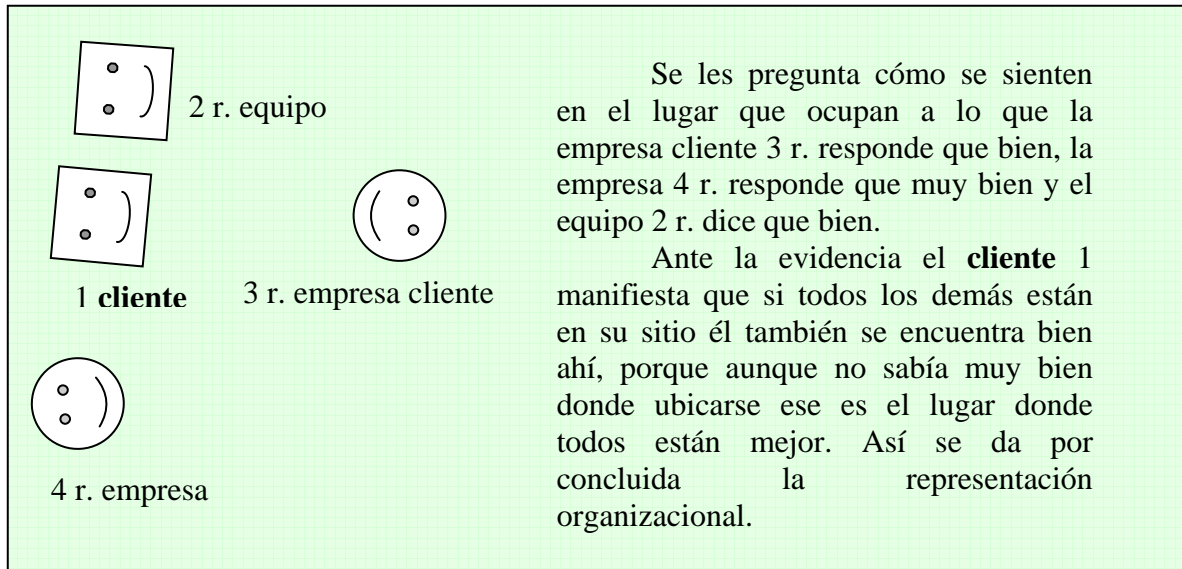 2 r. equipo
1 cliente
3 r. empresa cliente
4 r. empresa
Se les pregunta cómo se sienten
en el lugar que ocupan a lo que la
empresa cliente 3 r. responde que bien, la
empresa 4 r. responde que muy bien y el
equipo 2 r. dice que bien.
Ante la evidencia el cliente 1
manifiesta que si todos los demás están
en su sitio él también se encuentra bien
ahí, porque aunque no sabía muy bien
donde ubicarse ese es el lugar donde
todos están mejor. Así se da por
concluida la representación
organizacional.